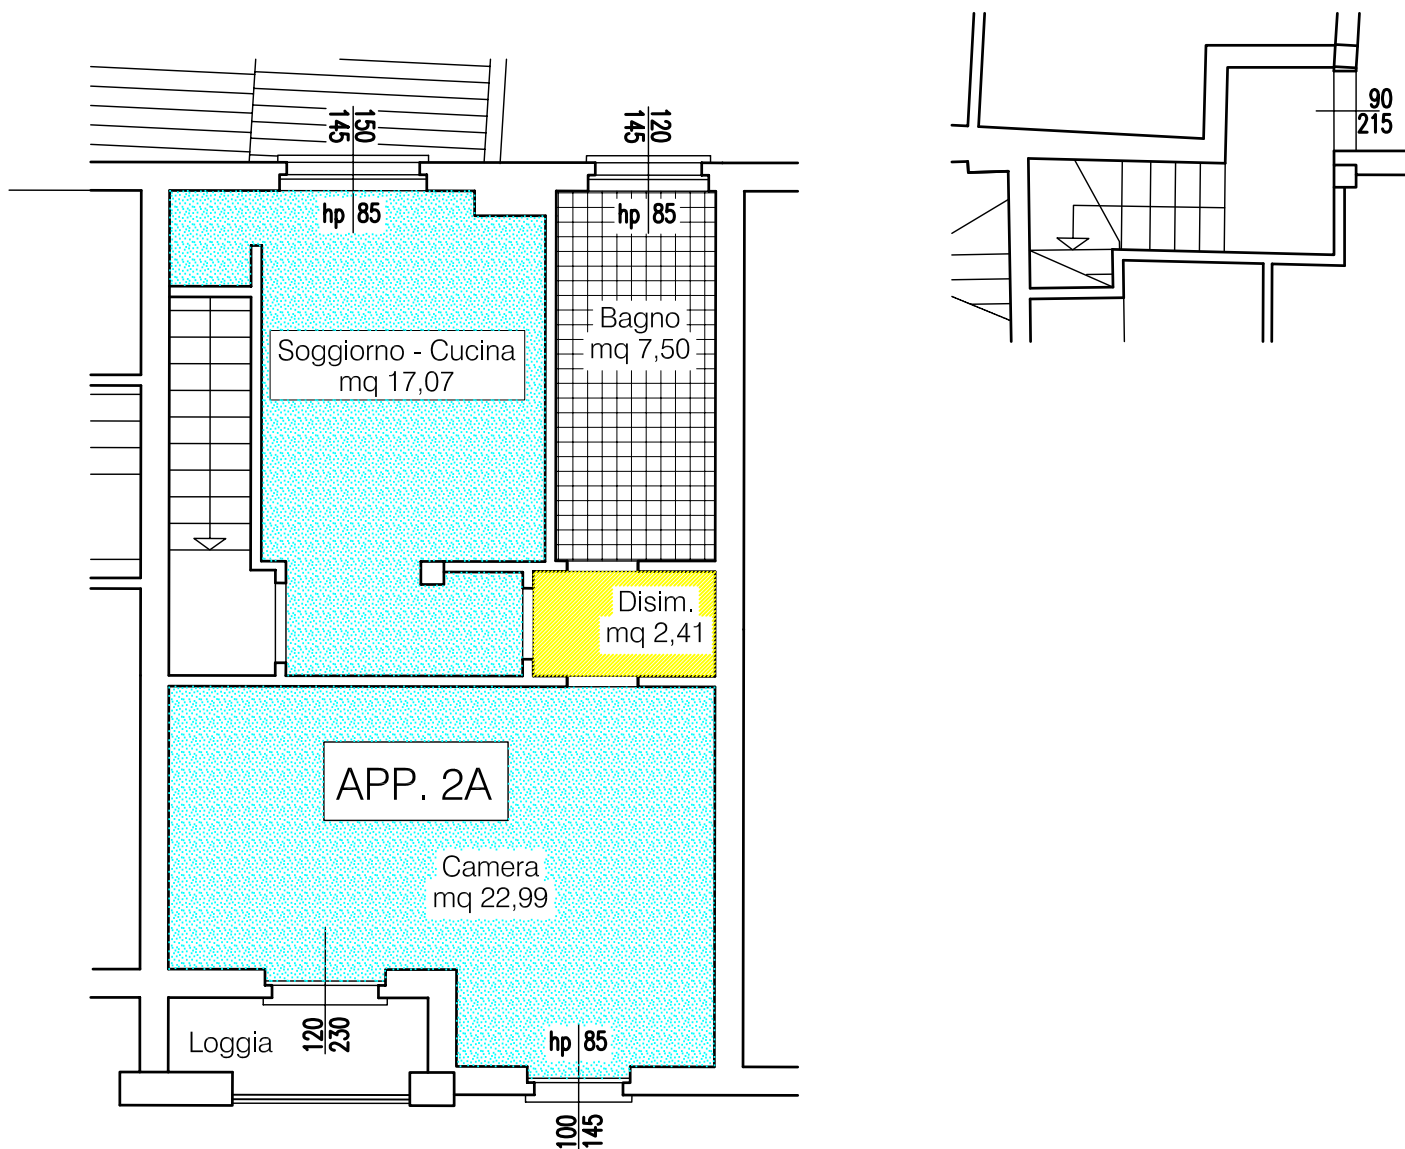 150
145
120
145
90
215
hp 85
hp 85
Bagno
mq 7,50
Soggiorno - Cucina
mq 17,07
Disim.
mq 2,41
APP. 2A
Camera
mq 22,99
120
230
Loggia
hp 85
100
145